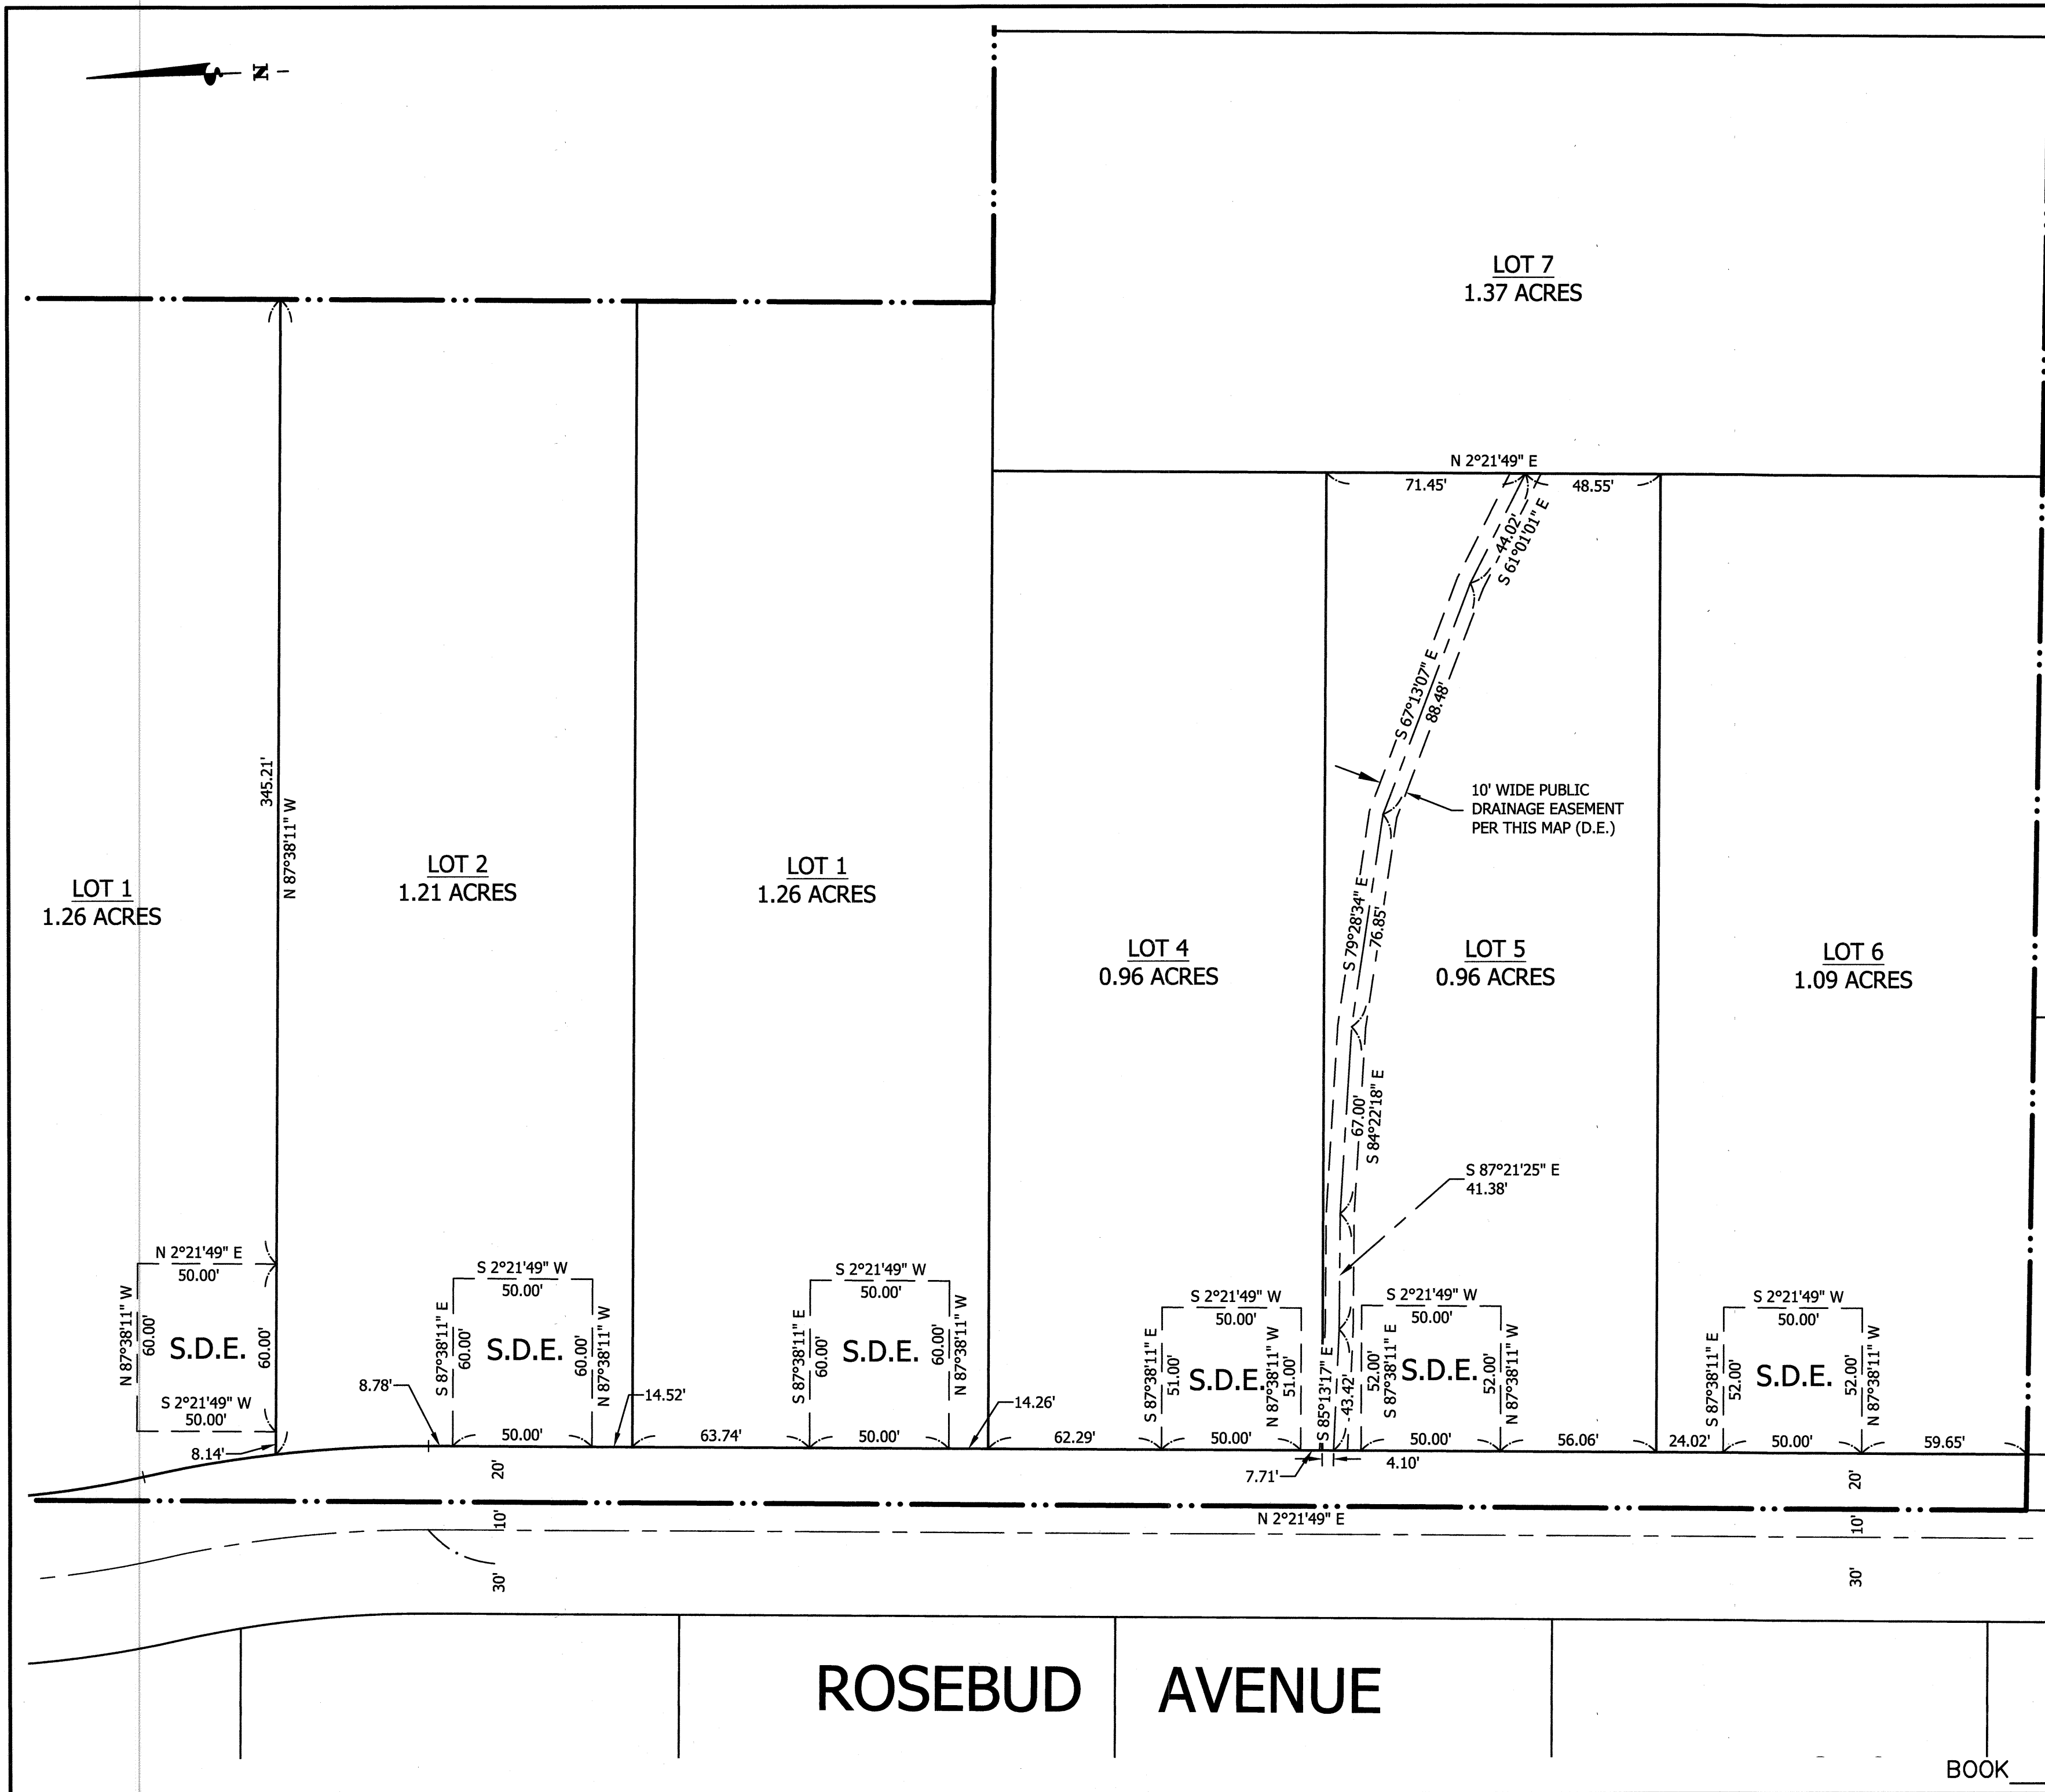 N
LOT 7
1.37 ACRES
N 2°21'49" E
71.45'
48.55'
44.02'
S 61°01'01" E
S 67°13'07" E
88.48'
10' WIDE PUBLIC
DRAINAGE EASEMENT
PER THIS MAP (D.E.)
345.21'
N 87°38'11" W
LOT 1
1.26 ACRES
LOT 2
1.21 ACRES
LOT 1
1.26 ACRES
LOT 4
0.96 ACRES
S 79°28'34" E
76.85'
LOT 5
0.96 ACRES
LOT 6
1.09 ACRES
67.00'
S 84°22'18" E
S 87°21'25" E
41.38'
N 2°21'49" E
50.00'
N 87°38'11" W
60.00'
S.D.E.
60.00'
S 2°21'49" W
50.00'
8.14'
S 2°21'49" W
50.00'
S 87°38'11" E
60.00'
S.D.E.
60.00'
N 87°38'11" W
8.78'
50.00'
14.52'
S 2°21'49" W
50.00'
S 87°38'11" E
60.00'
S.D.E.
60.00'
N 87°38'11" W
63.74'
50.00'
14.26'
S 2°21'49" W
50.00'
S 87°38'11" E
51.00'
S.D.E.
N 87°38'11" W
51.00'
62.29'
50.00'
7.71'
S 85°13'17" E
43.42'
4.10'
S 2°21'49" W
50.00'
52.00'
S 87°38'11" E
S.D.E.
52.00'
N 87°38'11" W
50.00'
56.06'
S 2°21'49" W
50.00'
S 87°38'11" E
52.00'
S.D.E.
52.00'
N 87°38'11" W
24.02'
50.00'
59.65'
20'
10'
30'
N 2°21'49" E
20'
10'
30'
ROSEBUD AVENUE
BOOK